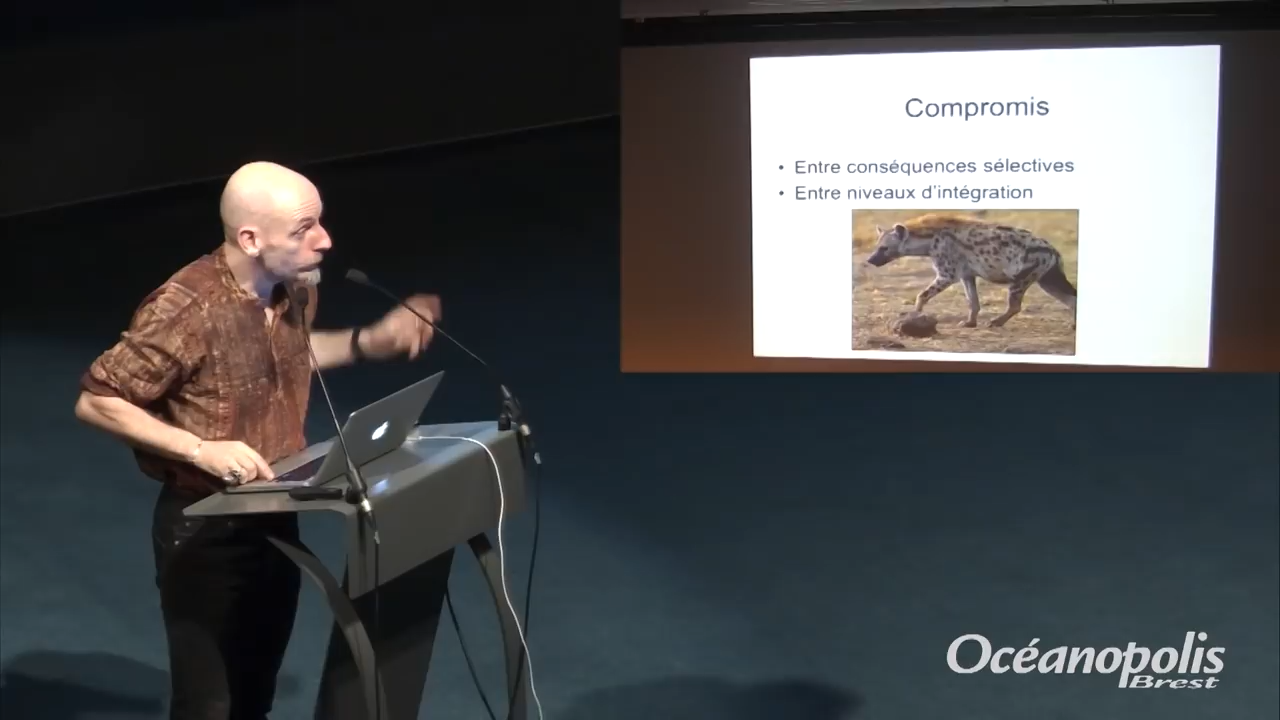 Compromis
• Entre conséquences sélectives
• Entre niveaux d'intégration
Océanopolis
Brest